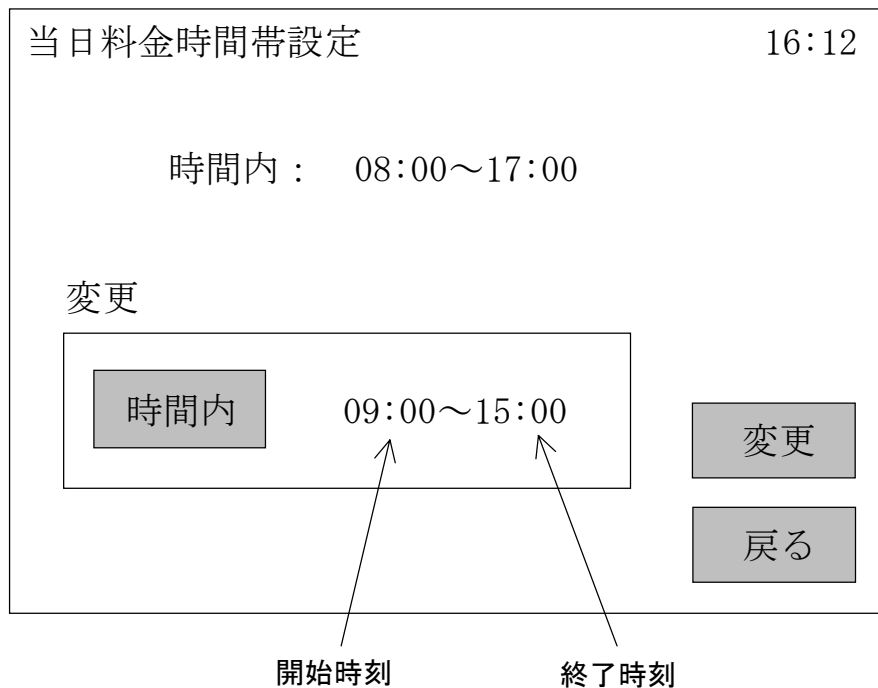 当日料金時間帯設定 16:12
時間内: 08:00～17:00
変更
時間内 09:00～15:00
変更
戻る
開始時刻 終了時刻